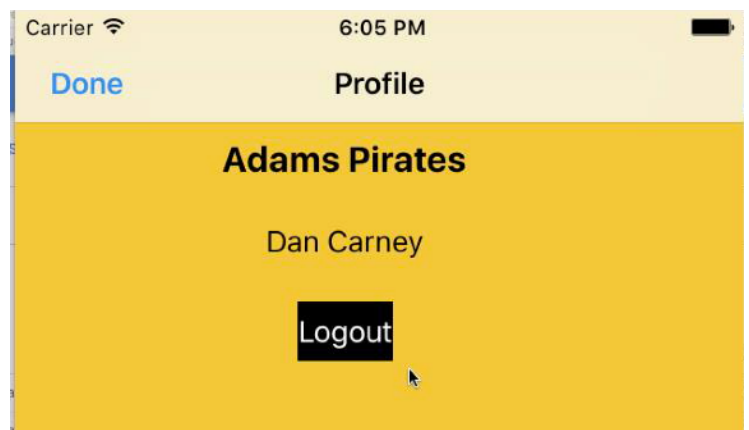 Carrier 6:05 PM
Done Profile
Adams Pirates
Dan Carney
Logout